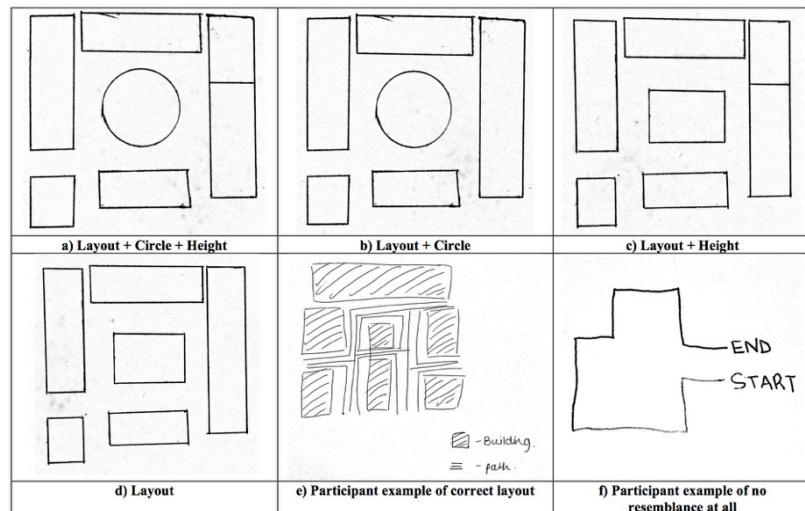 a) Layout + Circle + Height
b) Layout + Circle
c) Layout + Height
- Building.
- path.
END
START
d) Layout
e) Participant example of correct layout
f) Participant example of no
resemblance at all